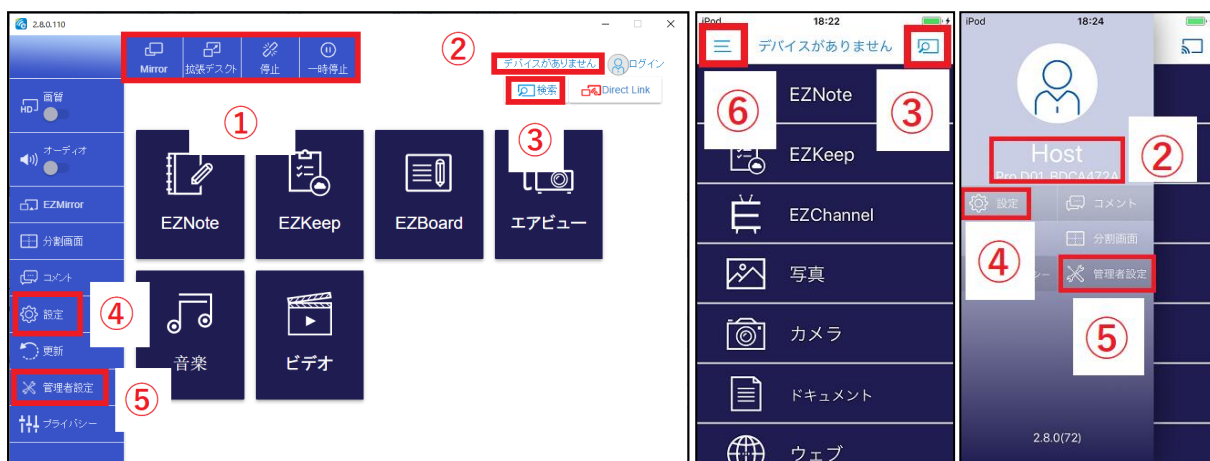 2.8.0.110
Mirror
拡張デスクト
停止
一時停止
②
デバイスがありません
ログイン
検索
Direct Link
HD
画質
オーディオ
①
③
EZMirror
分割画面
コメント
④
設定
更新
⑤
管理者設定
プライバシー
EZNote
EZKeep
EZBoard
エアビュー
音楽
ビデオ
iPod
18:22
デバイスがありません
⑥
③
EZNote
EZKeep
EZChannel
写真
カメラ
ドキュメント
ウェブ
iPod
18:24
Host
Pro D01-BDCA472A
②
設定
コメント
④
分割画面
シー
管理者設定
⑤
2.8.0(72)